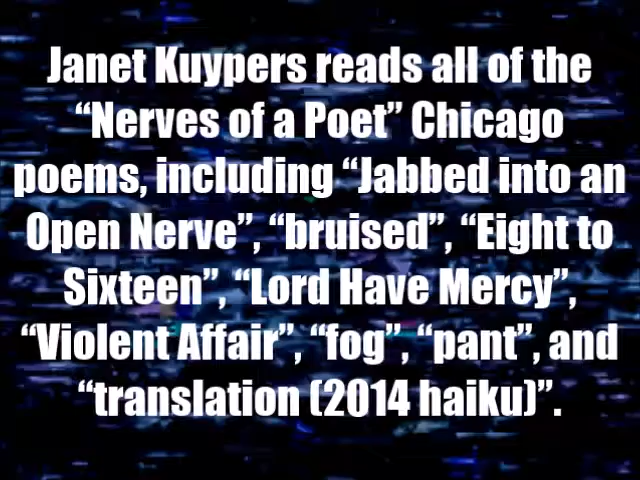 Janet Kuypers reads all of the
“Nerves of a Poet” Chicago
poems, including “Jabbed into an
Open Nerve”, “bruised”, “Eight to
Sixteen”, “Lord Have Mercy”,
“Violent Affair”, “fog”, “pant”, and
“translation (2014 haiku)”.